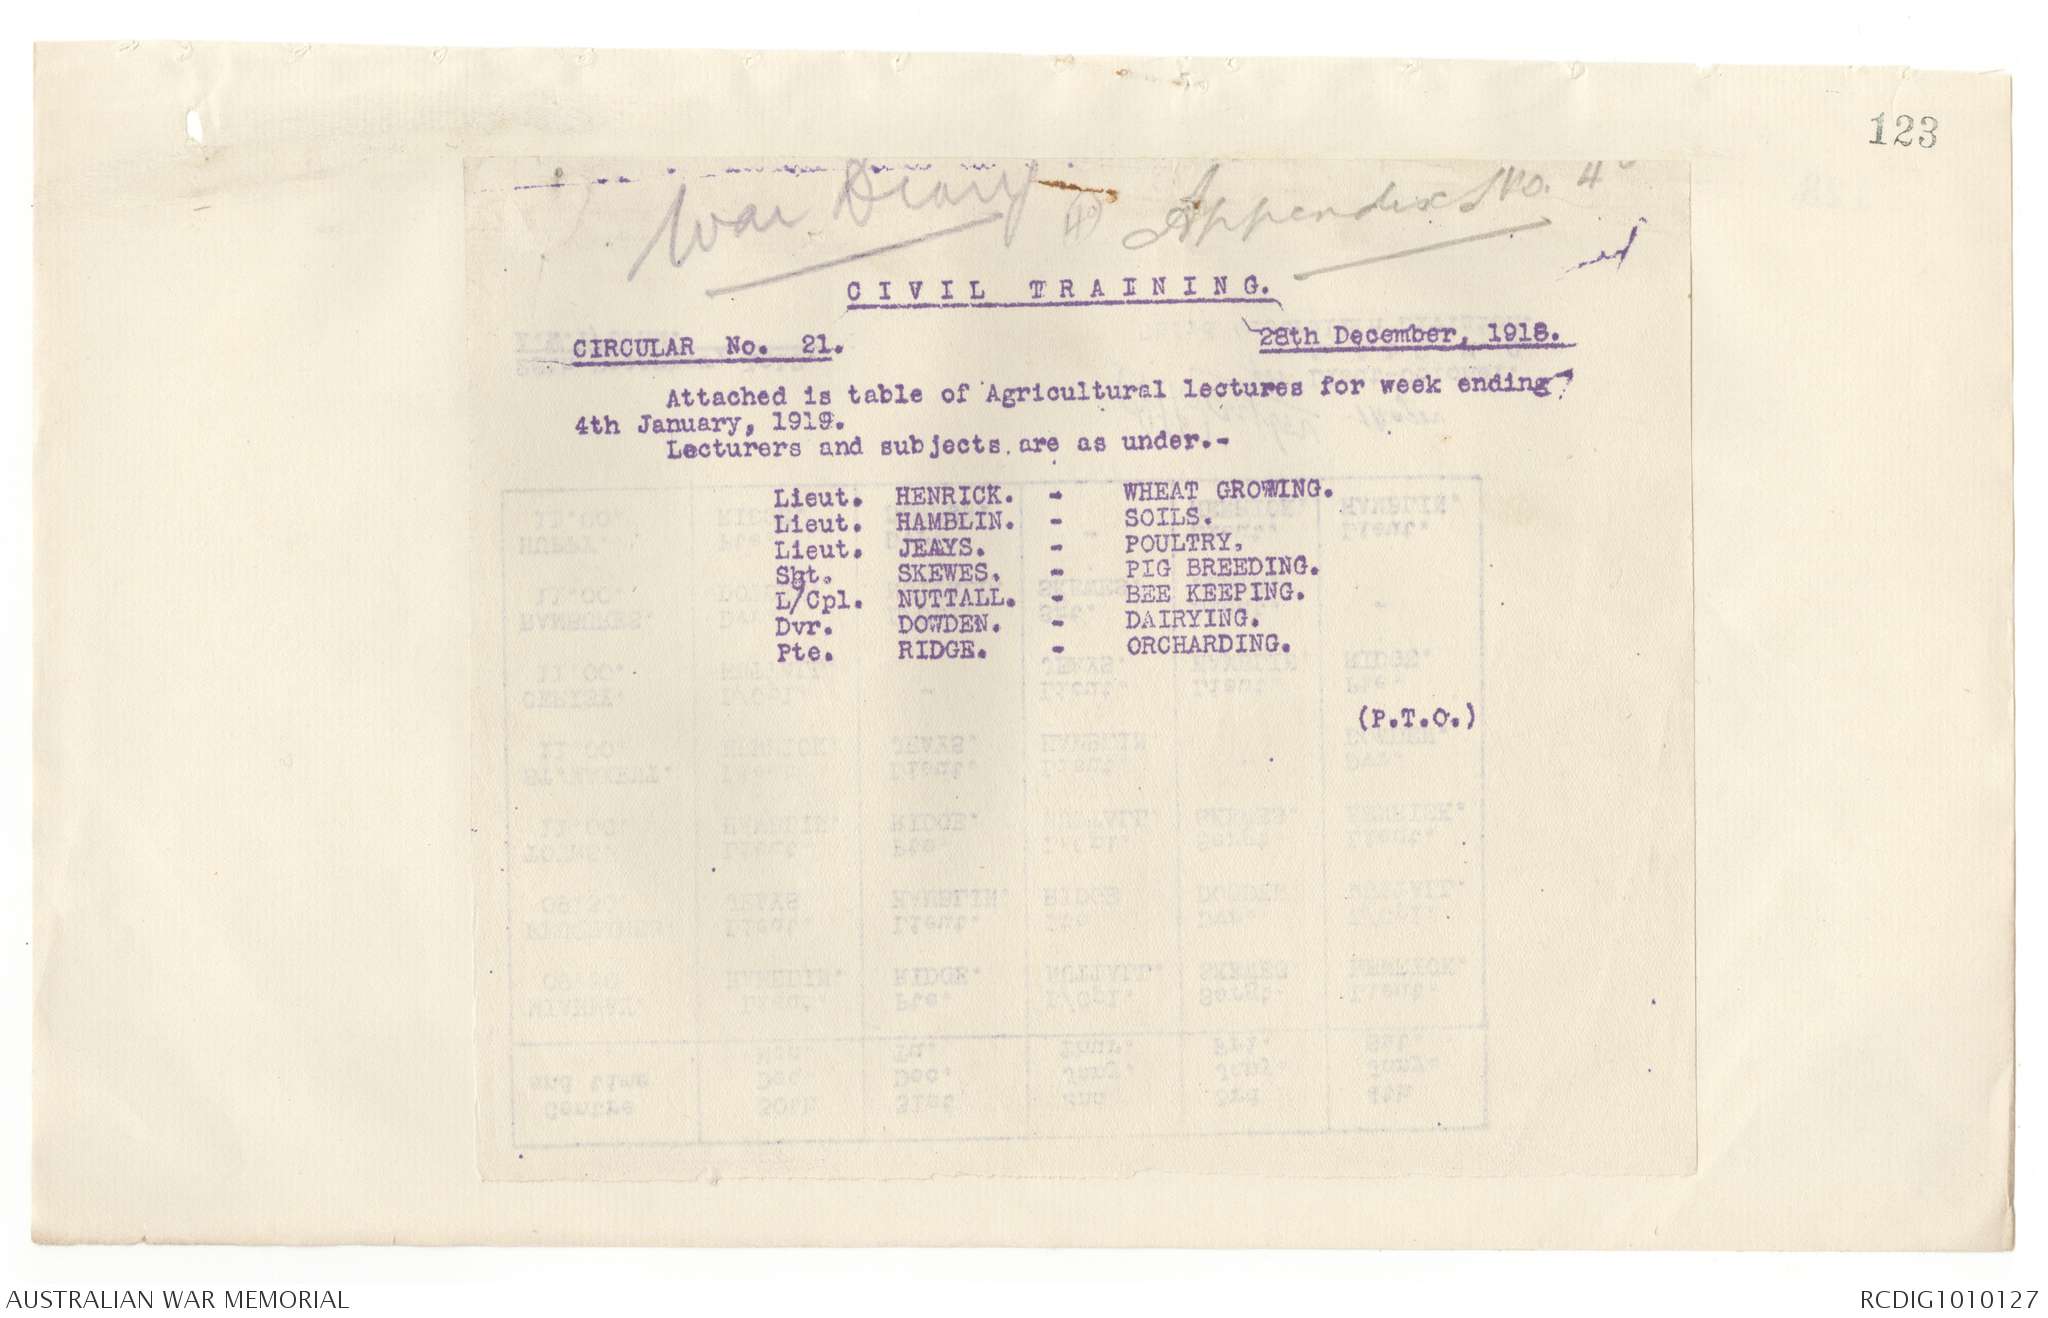 123
War Diary Appendix No. 4
CIVIL TRAINING.
CIRCULAR No. 21. 28th December, 1918.
Attached is table of Agricultural lectures for week ending
4th January, 1919.
Lecturers and subjects are as under.-
Lieut. HENRICK. - WHEAT GROWING.
Lieut. HAMBLIN. - SOILS.
Lieut. JEAYS. - POULTRY.
Sgt. SKEWES. - PIG BREEDING.
L/Cpl. NUTTALL. - BEE KEEPING.
Dvr. DOWDEN. - DAIRYING.
Pte. RIDGE. - ORCHARDING.
(P.T.O.)
AUSTRALIAN WAR MEMORIAL RCDIG1010127